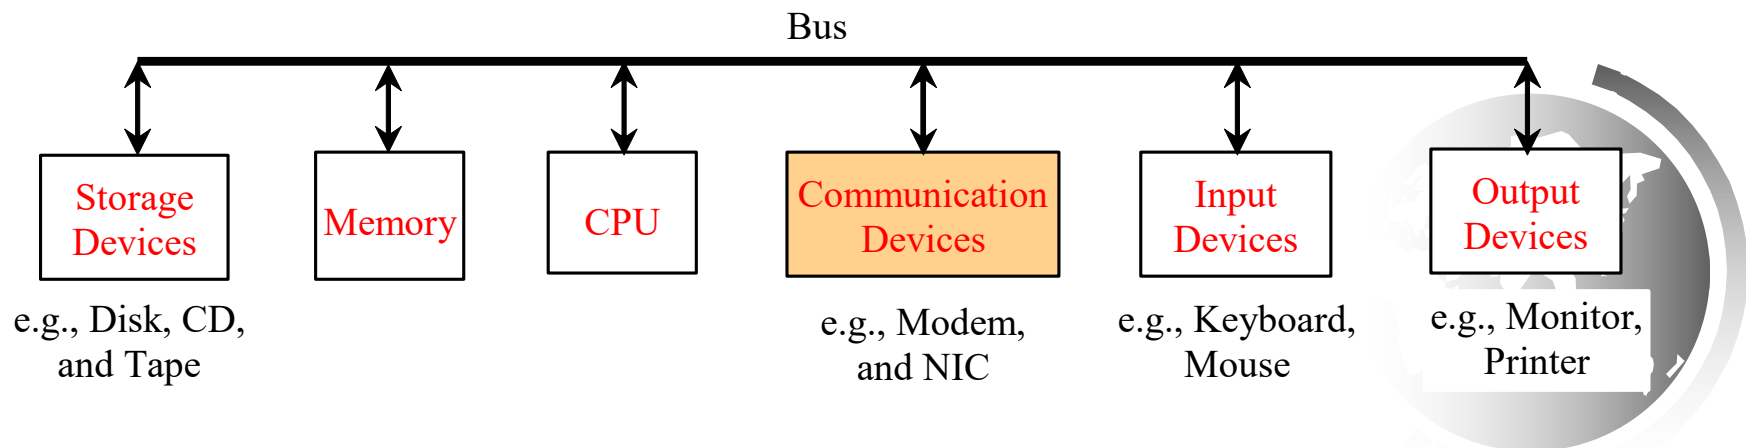 Bus
Storage
Devices
Memory
CPU
Communication
Devices
Input
Devices
Output
Devices
e.g., Disk, CD,
and Tape
e.g., Modem,
and NIC
e.g., Keyboard,
Mouse
e.g., Monitor,
Printer